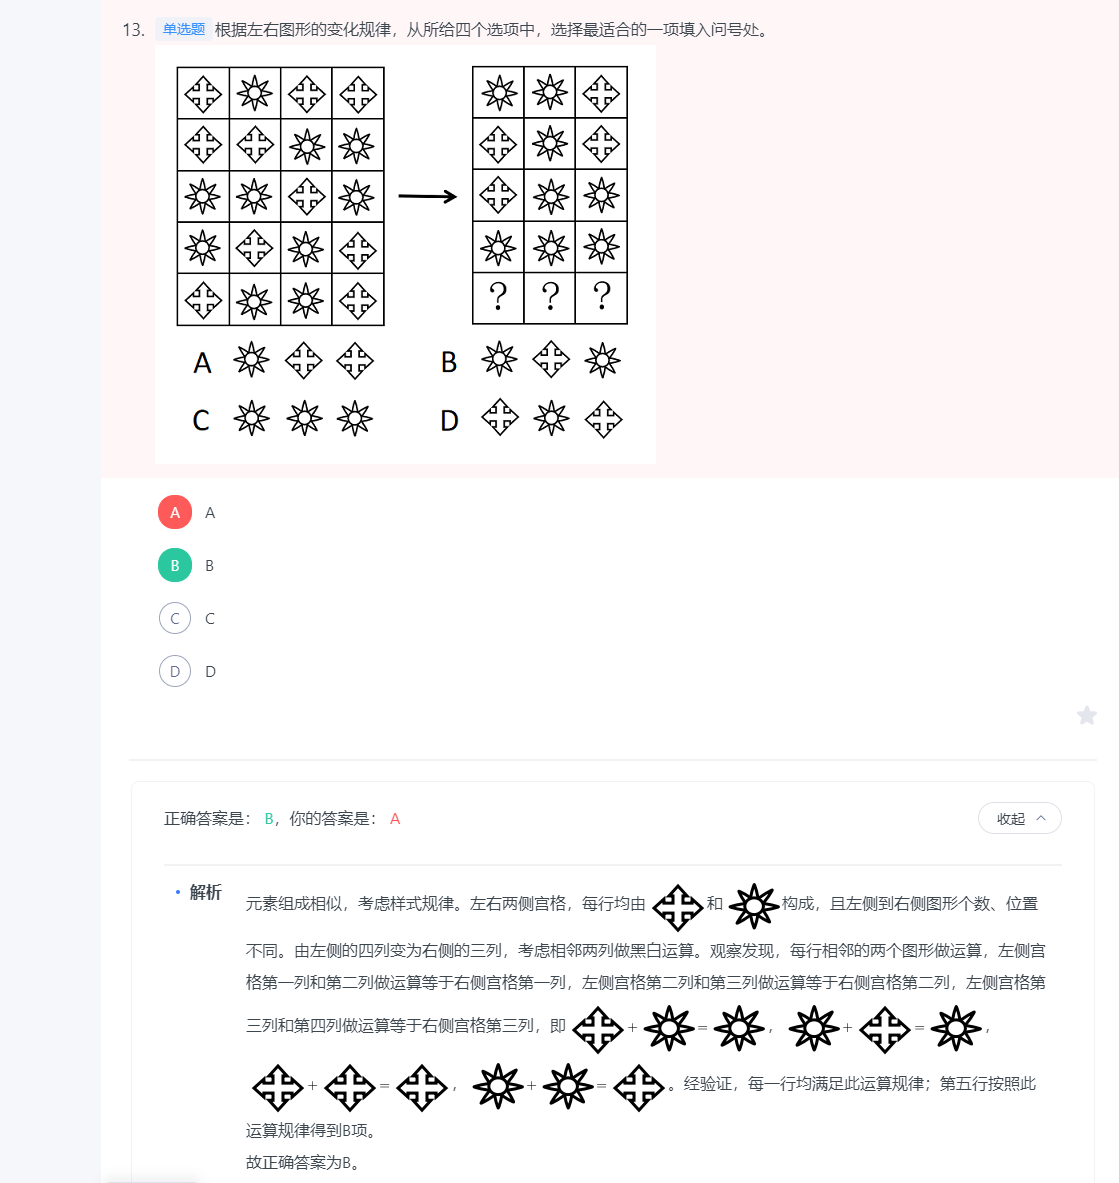 13. 单选题 根据左右图形的变化规律，从所给四个选项中，选择最适合的一项填入问号处。
? ? ?
A B
C D
A A
B B
C C
D D
正确答案是： B，你的答案是： A
收起
解析
元素组成相似，考虑样式规律。左右两侧宫格，每行均由 和 构成，且左侧到右侧图形个数、位置
不同。由左侧的四列变为右侧的三列，考虑相邻两列做黑白运算。观察发现，每行相邻的两个图形做运算，左侧宫
格第一列和第二列做运算等于右侧宫格第一列，左侧宫格第二列和第三列做运算等于右侧宫格第二列，左侧宫格第
三列和第四列做运算等于右侧宫格第三列，即 + = ， + = ，
+ = ， + = 。经验证，每一行均满足此运算规律；第五行按照此
运算规律得到B项。
故正确答案为B。